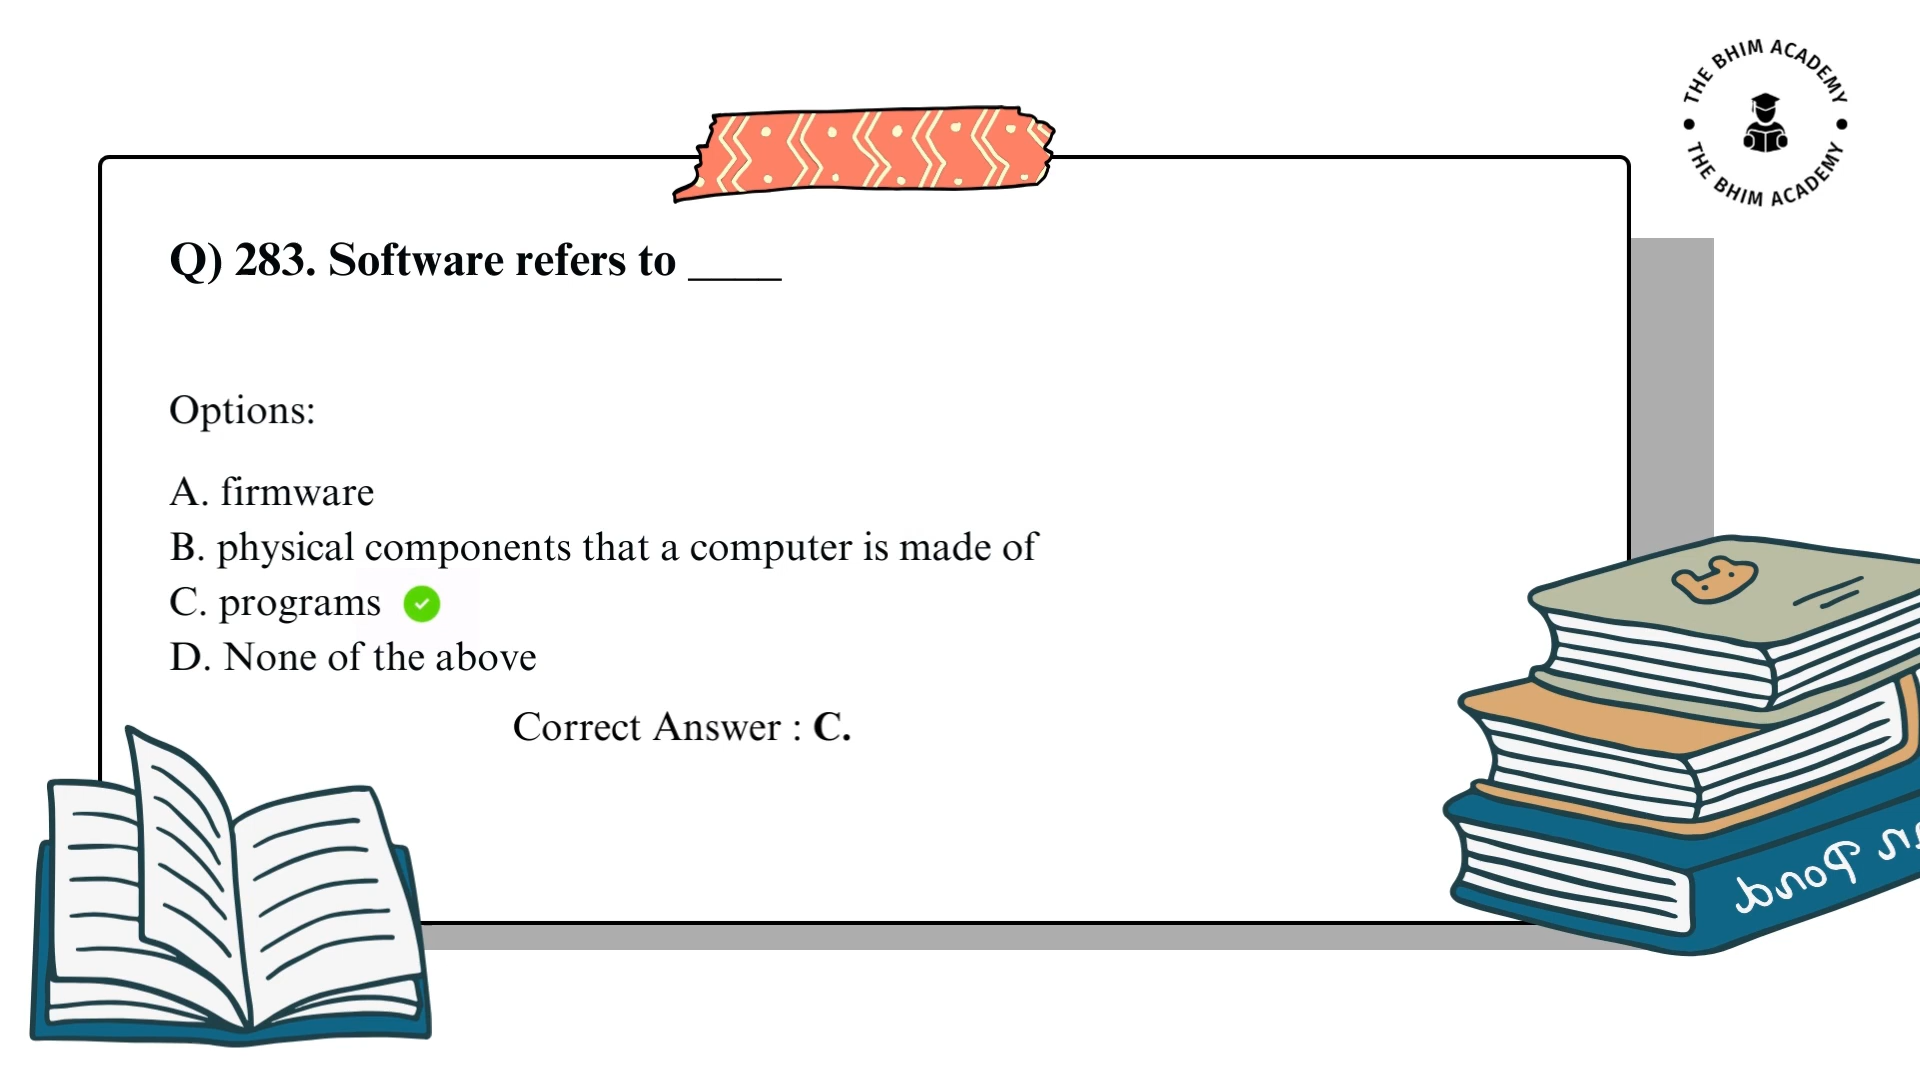 THE BHIM ACADEMY
THE BHIM ACADEMY
Q) 283. Software refers to ____
Options:
A. firmware
B. physical components that a computer is made of
C. programs
D. None of the above
Correct Answer : C.